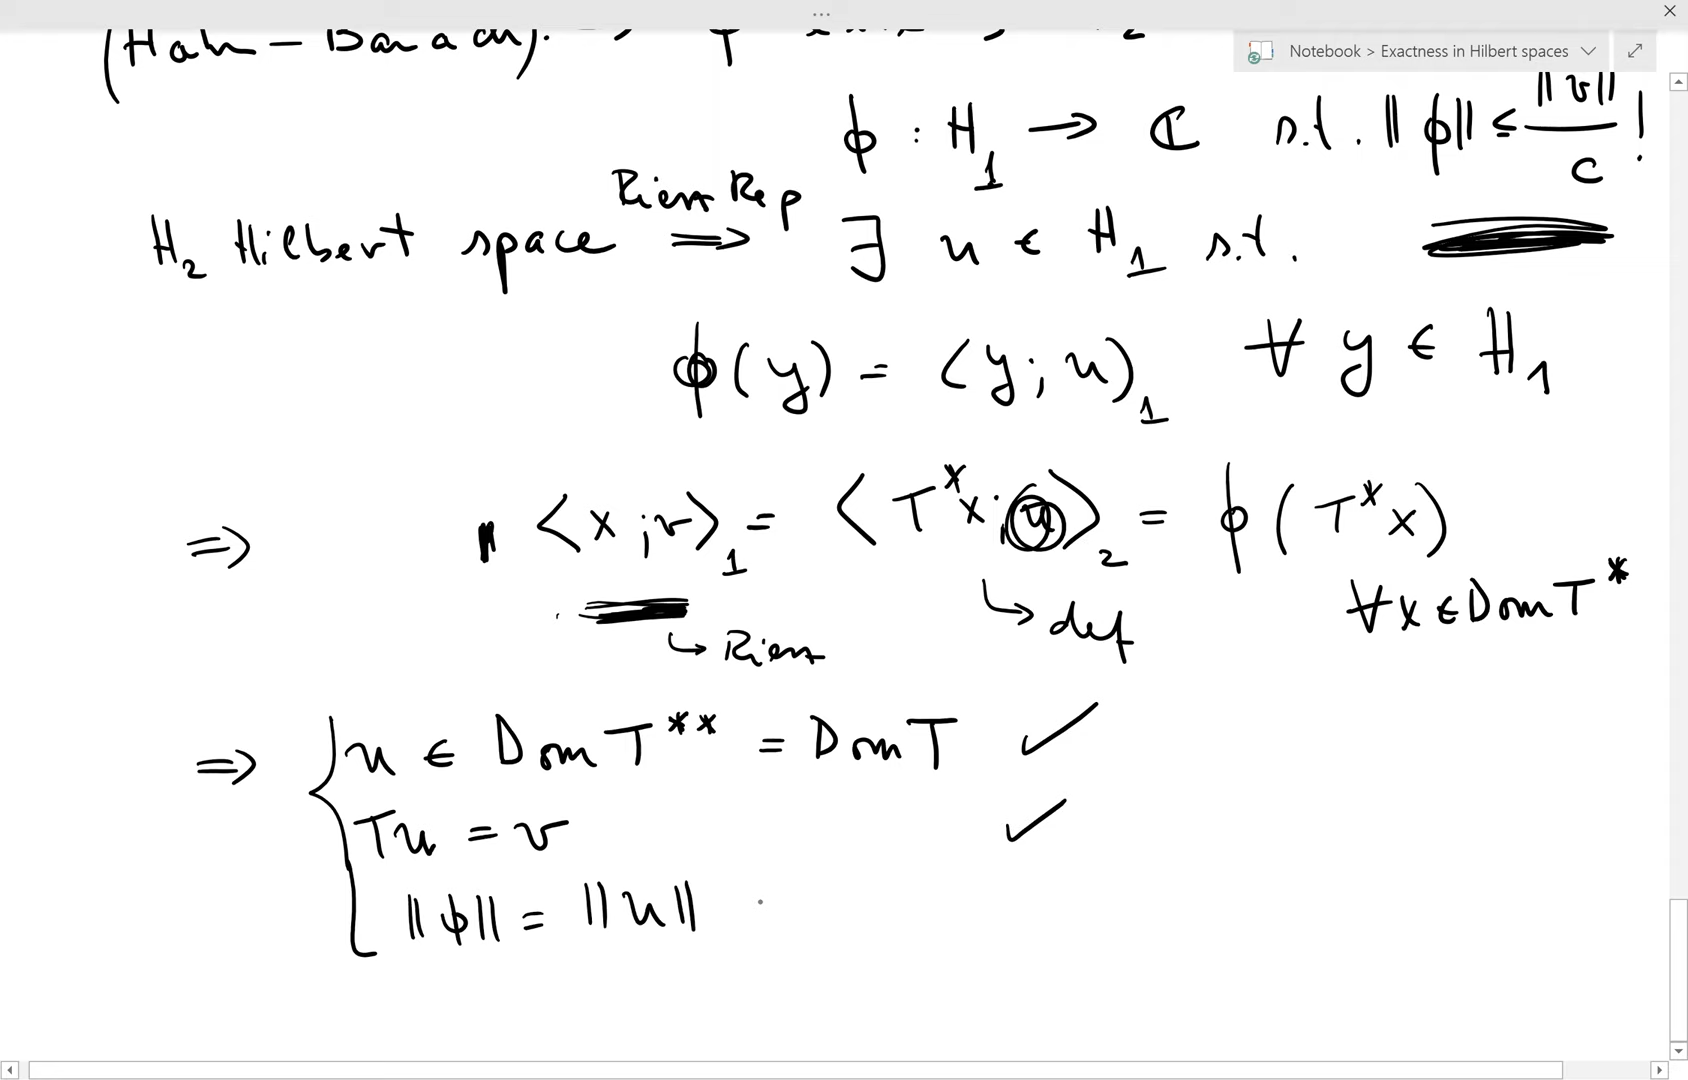 Notebook > Exactness in Hilbert spaces
(Hahn – Banach). ⇒ ϕ
ϕ : H₁ → ℂ s.t. ‖ϕ‖ ≤ ‖v‖/c !
Riesz Rep
H₂ Hilbert space ⇒ ∃ u ∈ H₁ s.t.
ϕ(y) = ⟨y; u⟩₁ ∀ y ∈ H₁
⇒ ⟨x; v⟩₁ = ⟨T*x; u⟩₂ = ϕ(T*x)
∀x ∈ Dom T*
↳ Riesz ↳ def
⇒ { u ∈ Dom T** = Dom T ✓
Tu = v ✓
‖ϕ‖ = ‖u‖